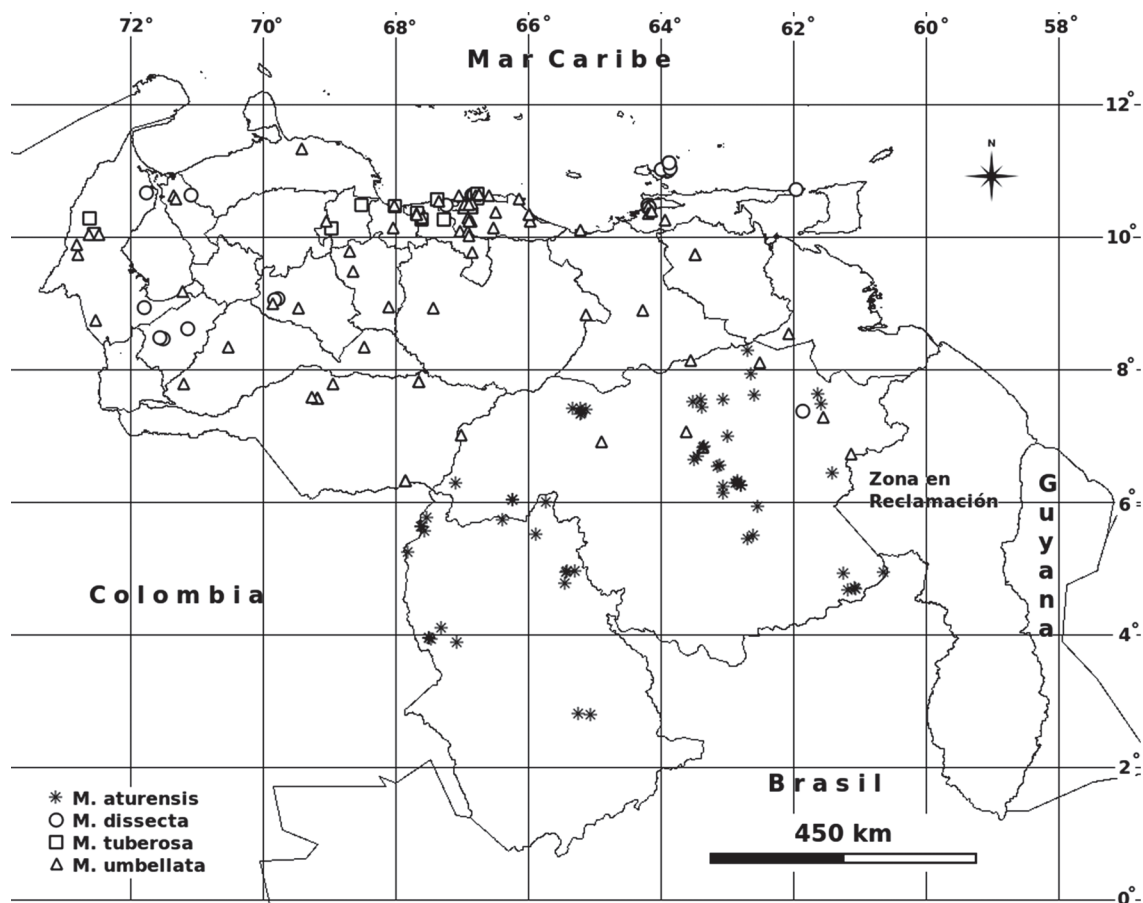 72° 70° 68° 66° 64° 62° 60° 58°
Mar Caribe
12°
N
10°
8°
Zona en
Reclamación
6°
Guyana
Colombia
4°
2°
Brasil
M. aturensis
M. dissecta
M. tuberosa
M. umbellata
450 km
0°